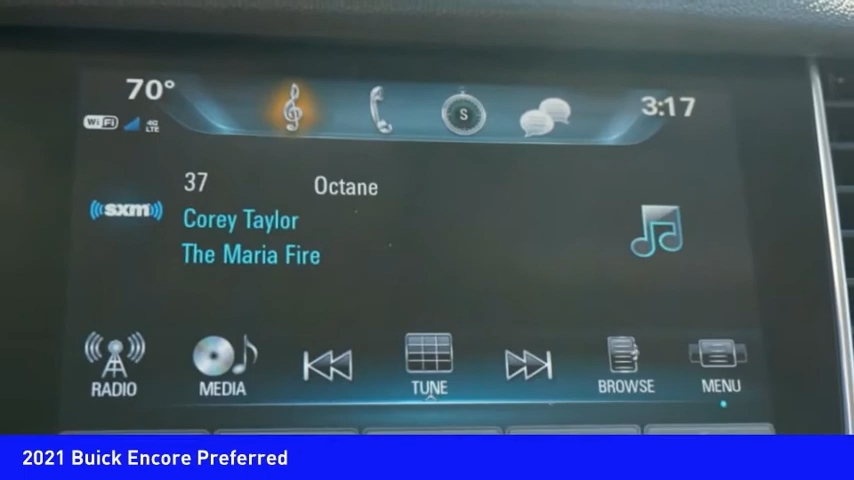 70° 3:17
WiFi 4G LTE
S
37 Octane
sxm
Corey Taylor
The Maria Fire
RADIO MEDIA TUNE BROWSE MENU
2021 Buick Encore Preferred